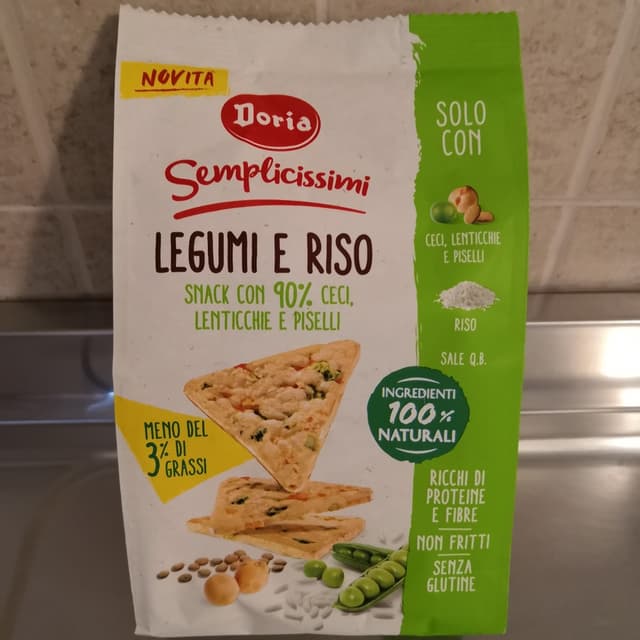 NOVITÀ
Doria
Semplicissimi
LEGUMI E RISO
SNACK CON 90% CECI,
LENTICCHIE E PISELLI
MENO DEL
3% DI
GRASSI
SOLO
CON
CECI, LENTICCHIE
E PISELLI
RISO
SALE Q.B.
INGREDIENTI
100%
NATURALI
RICCHI DI
PROTEINE
E FIBRE
NON FRITTI
SENZA
GLUTINE